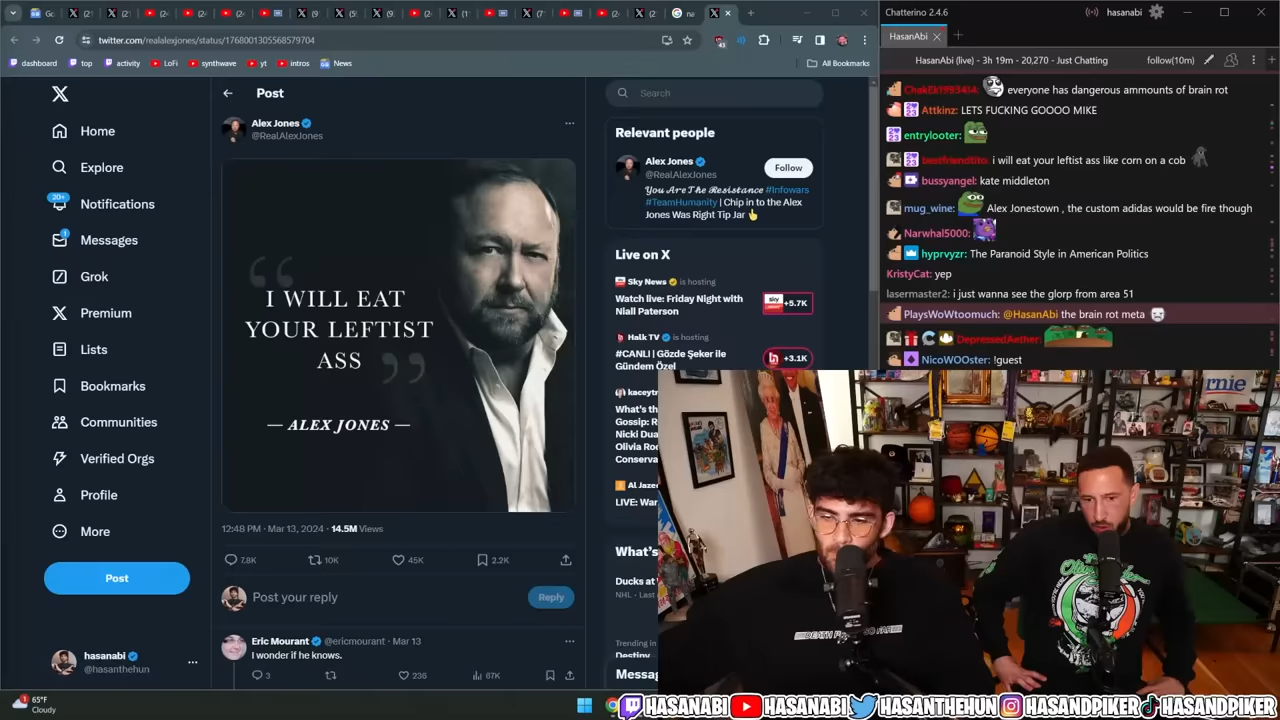 twitter.com/realalexjones/status/1768001305568579704
dashboard
top
activity
LoFi
synthwave
yt
intros
News
All Bookmarks
Home
Explore
20+
Notifications
Messages
Grok
Premium
Lists
Bookmarks
Communities
Verified Orgs
Profile
More
Post
hasanabi
@hasanthehun
Post
Alex Jones
@RealAlexJones
I WILL EAT
YOUR LEFTIST
ASS
— ALEX JONES —
12:48 PM · Mar 13, 2024 · 14.5M Views
7.8K 10K 45K 2.2K
Post your reply
Reply
Eric Mourant @ericmourant · Mar 13
I wonder if he knows.
3 236 67K
Search
Relevant people
Alex Jones
@RealAlexJones
Follow
You Are The Resistance #Infowars
#TeamHumanity | Chip in to the Alex
Jones Was Right Tip Jar
Live on X
Sky News is hosting
Watch live: Friday Night with
Niall Paterson
+5.7K
Halk TV is hosting
#CANLI | Gözde Şeker ile
Gündem Özel
+3.1K
What's
Messages
Chatterino 2.4.6
hasanabi
HasanAbi
HasanAbi (live) - 3h 19m - 20,270 - Just Chatting
follow(10m)
ChakEk1993414: everyone has dangerous ammounts of brain rot
Attkinz: LETS FUCKING GOOOO MIKE
entrylooter:
bestfriendtito: i will eat your leftist ass like corn on a cob
bussyangel: kate middleton
mug_wine: Alex Jonestown , the custom adidas would be fire though
Narwhal5000:
hyprvyzr: The Paranoid Style in American Politics
KristyCat: yep
lasermaster2: i just wanna see the glorp from area 51
PlaysWoWtoomuch: @HasanAbi the brain rot meta
DepressedAether:
NicoWOOster: !guest
65°F
Cloudy
HASANABI HASANABI HASANTHEHUN HASANDPIKER HASANDPIKER